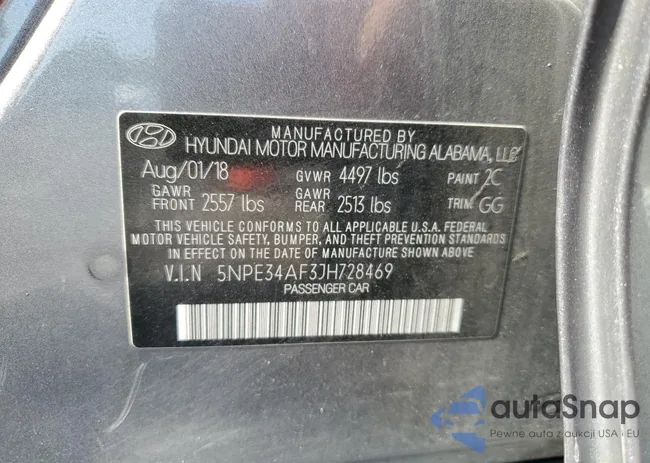 MANUFACTURED BY
HYUNDAI MOTOR MANUFACTURING ALABAMA, LLC
Aug/01/18 GVWR 4497 lbs PAINT 2C
GAWR FRONT 2557 lbs GAWR REAR 2513 lbs TRIM GG
THIS VEHICLE CONFORMS TO ALL APPLICABLE U.S.A. FEDERAL
MOTOR VEHICLE SAFETY, BUMPER, AND THEFT PREVENTION STANDARDS
IN EFFECT ON THE DATE OF MANUFACTURE SHOWN ABOVE.
V.I.N 5NPE34AF3JH728469
PASSENGER CAR
autoSnap
Pewne auta z aukcji USA i EU